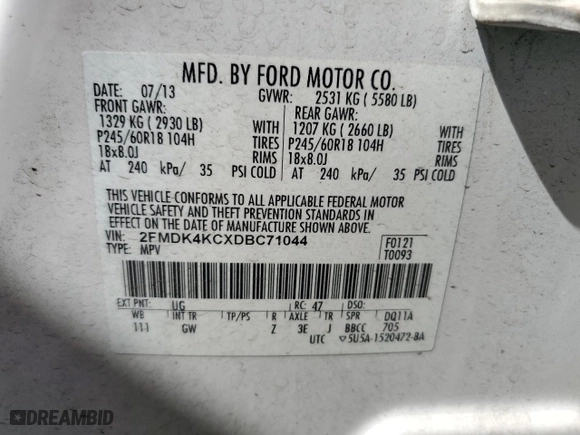 MFD. BY FORD MOTOR CO.
DATE: 07/13 GVWR: 2531 KG ( 5580 LB)
FRONT GAWR: REAR GAWR:
1329 KG ( 2930 LB) WITH 1207 KG ( 2660 LB) WITH
P245/60R18 104H TIRES P245/60R18 104H TIRES
18x8.0J RIMS 18x8.0J RIMS
AT 240 kPa/ 35 PSI COLD AT 240 kPa/ 35 PSI COLD
THIS VEHICLE CONFORMS TO ALL APPLICABLE FEDERAL MOTOR
VEHICLE SAFETY AND THEFT PREVENTION STANDARDS IN
EFFECT ON THE DATE OF MANUFACTURE SHOWN ABOVE.
VIN: 2FMDK4KCXDBC71044 F0121
TYPE: MPV T0093
EXT PNT: UG RC: 47 DSO:
WB INT TR TP/PS R AXLE TR SPR DQ11A
111 GW Z 3E J BBCC 705
UTC ▽5U5A-1520472-BA
DREAMBID